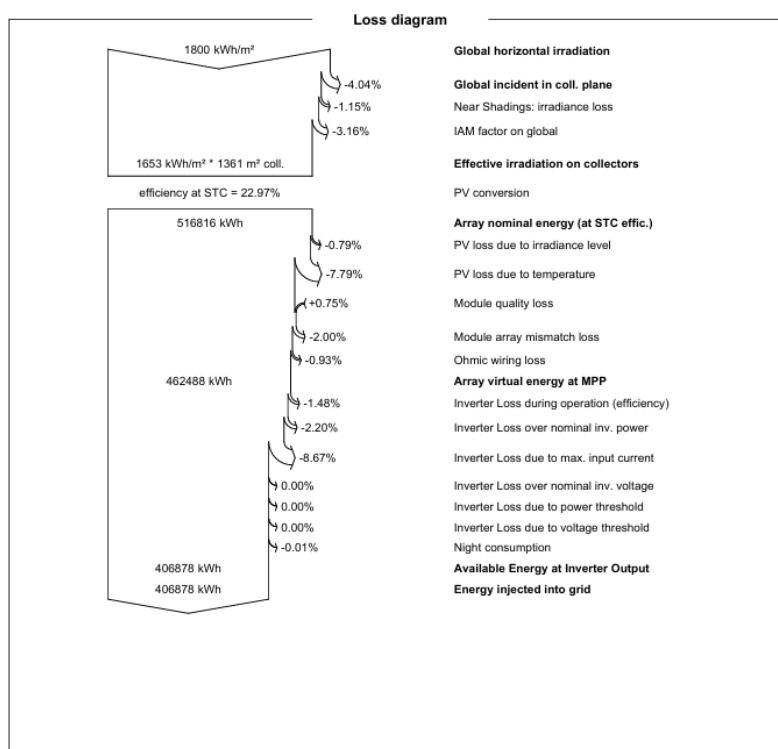 Loss diagram
1800 kWh/m² Global horizontal irradiation
-4.04% Global incident in coll. plane
-1.15% Near Shadings: irradiance loss
-3.16% IAM factor on global
1653 kWh/m² * 1361 m² coll. Effective irradiation on collectors
efficiency at STC = 22.97% PV conversion
516816 kWh Array nominal energy (at STC effic.)
-0.79% PV loss due to irradiance level
-7.79% PV loss due to temperature
+0.75% Module quality loss
-2.00% Module array mismatch loss
-0.93% Ohmic wiring loss
462488 kWh Array virtual energy at MPP
-1.48% Inverter Loss during operation (efficiency)
-2.20% Inverter Loss over nominal inv. power
-8.67% Inverter Loss due to max. input current
0.00% Inverter Loss over nominal inv. voltage
0.00% Inverter Loss due to power threshold
0.00% Inverter Loss due to voltage threshold
-0.01% Night consumption
406878 kWh Available Energy at Inverter Output
406878 kWh Energy injected into grid